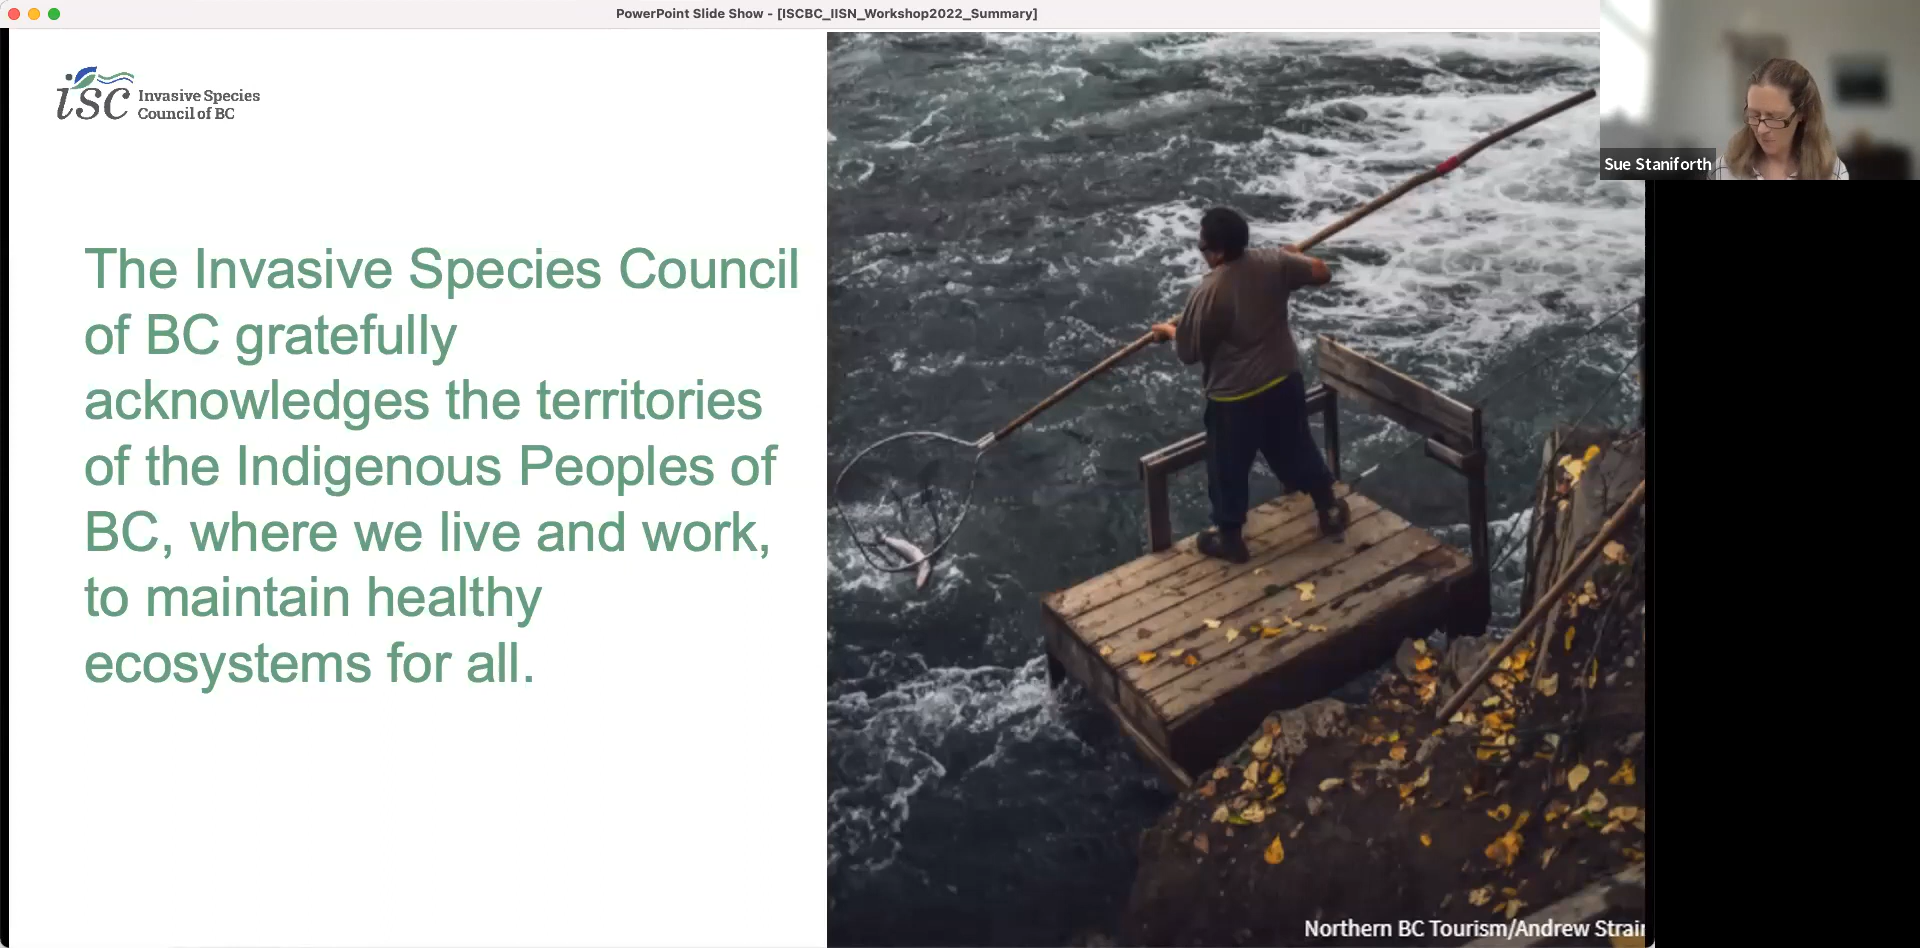 PowerPoint Slide Show - [ISCBC_IISN_Workshop2022_Summary]
isc Invasive Species
Council of BC
Sue Staniforth
The Invasive Species Council
of BC gratefully
acknowledges the territories
of the Indigenous Peoples of
BC, where we live and work,
to maintain healthy
ecosystems for all.
Northern BC Tourism/Andrew Strain